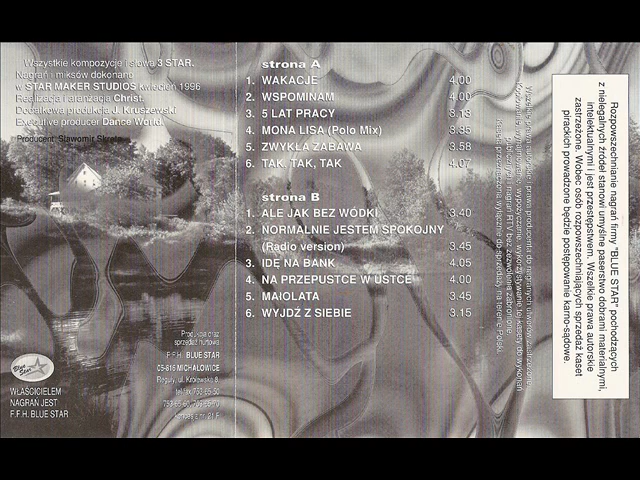 Wszystkie kompozycje i słowa 3 STAR.
Nagrań i miksów dokonano
w STAR MAKER STUDIOS kwiecień 1996
Realizacja i aranżacja Christ.
Dodatkowa produkcja J. Kruszewski
Executive producer Danse World.
Producent Sławomir Skręta
strona A
1. WAKACJE 4.00
2. WSPOMINAM 4.00
3. 5 LAT PRACY 3.13
4. MONA LISA (Polo Mix) 3.35
5. ZWYKŁA ZABAWA 3.58
6. TAK, TAK, TAK 4.07
strona B
1. ALE JAK BEZ WÓDKI 3.40
2. NORMALNIE JESTEM SPOKOJNY
(Radio version) 3.45
3. IDĘ NA BANK 4.05
4. NA PRZEPUSTCE W USTCE 4.00
5. MAIOLATA 3.45
6. WYJDŹ Z SIEBIE 3.15
Produkcja oraz
sprzedaż hurtowa
F.F.H. BLUE STAR
05-816 MICHAŁOWICE
Reguły, ul. Królewska 8
WŁAŚCICIELEM
NAGRAŃ JEST
F.F.H. BLUE STAR
Rozpowszechnianie nagrań firmy "BLUE STAR" pochodzących
z nielegalnych źródeł stanowi umyślne paserstwo dobrami materialnymi,
intelektualnymi i jest przestępstwem. Wszelkie prawa autorskie
zastrzeżone. Wobec osób rozpowszechniających sprzedaż kaset
pirackich prowadzone będzie postępowanie karno-sądowe.